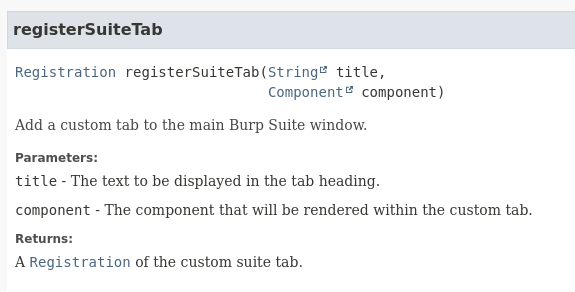 registerSuiteTab
Registration registerSuiteTab(String title,
Component component)
Add a custom tab to the main Burp Suite window.
Parameters:
title - The text to be displayed in the tab heading.
component - The component that will be rendered within the custom tab.
Returns:
A Registration of the custom suite tab.